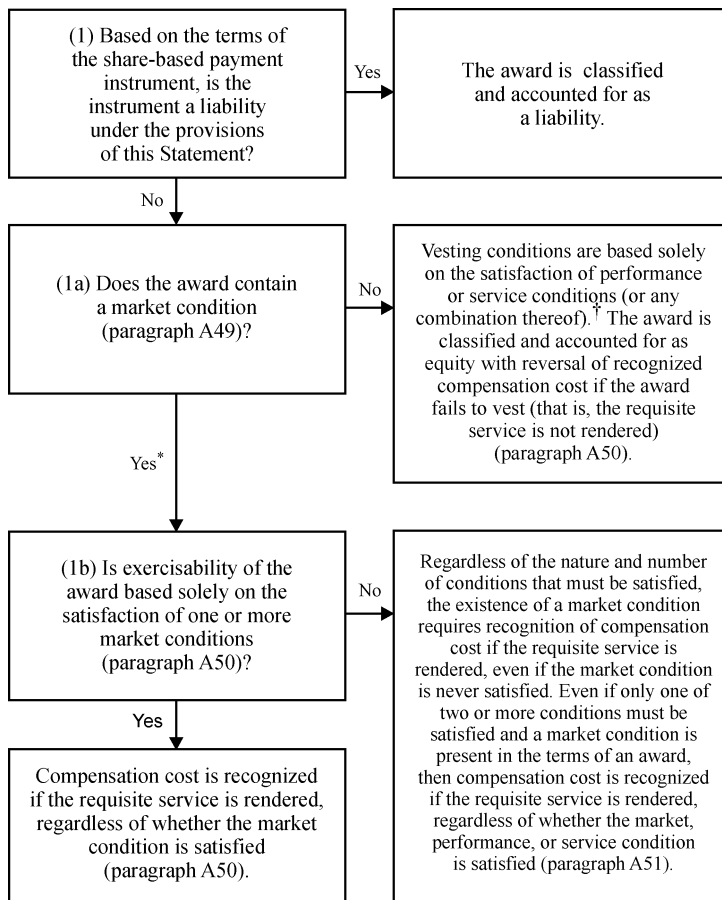 (1) Based on the terms of
the share-based payment
instrument, is the
instrument a liability
under the provisions
of this Statement?
Yes
The award is classified
and accounted for as
a liability.
No
(1a) Does the award contain
a market condition
(paragraph A49)?
No
Vesting conditions are based solely
on the satisfaction of performance
or service conditions (or any
combination thereof).† The award is
classified and accounted for as
equity with reversal of recognized
compensation cost if the award
fails to vest (that is, the requisite
service is not rendered)
(paragraph A50).
Yes*
(1b) Is exercisability of the
award based solely on the
satisfaction of one or more
market conditions
(paragraph A50)?
No
Regardless of the nature and number
of conditions that must be satisfied,
the existence of a market condition
requires recognition of compensation
cost if the requisite service is
rendered, even if the market condition
is never satisfied. Even if only one of
two or more conditions must be
satisfied and a market condition is
present in the terms of an award,
then compensation cost is recognized
if the requisite service is rendered,
regardless of whether the market,
performance, or service condition
is satisfied (paragraph A51).
Yes
Compensation cost is recognized
if the requisite service is rendered,
regardless of whether the market
condition is satisfied
(paragraph A50).